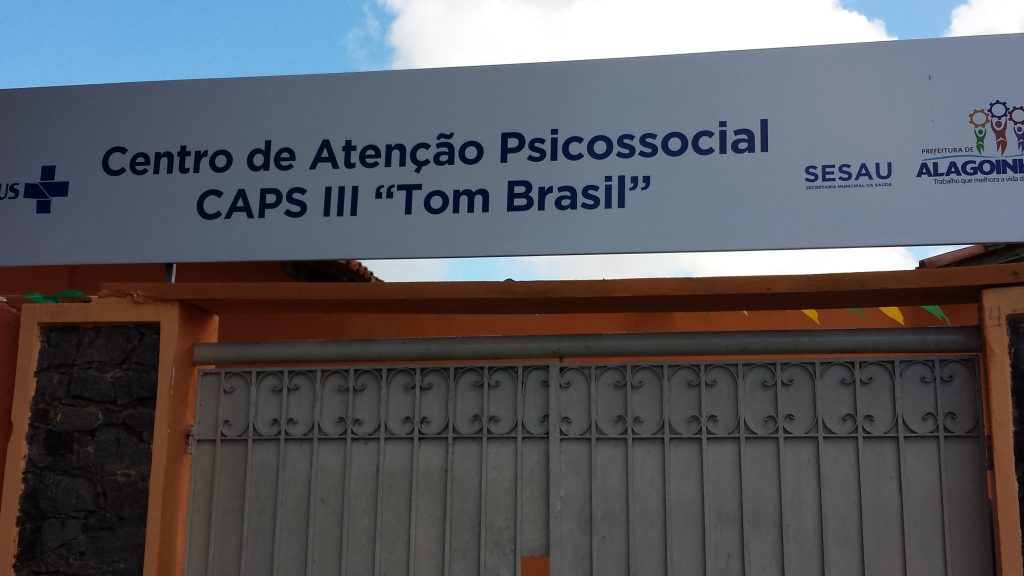 Centro de Atenção Psicossocial
CAPS III “Tom Brasil”
US
SESAU
SECRETARIA MUNICIPAL DA SAÚDE
PREFEITURA DE
ALAGOIN
Trabalho que melhora a vida d